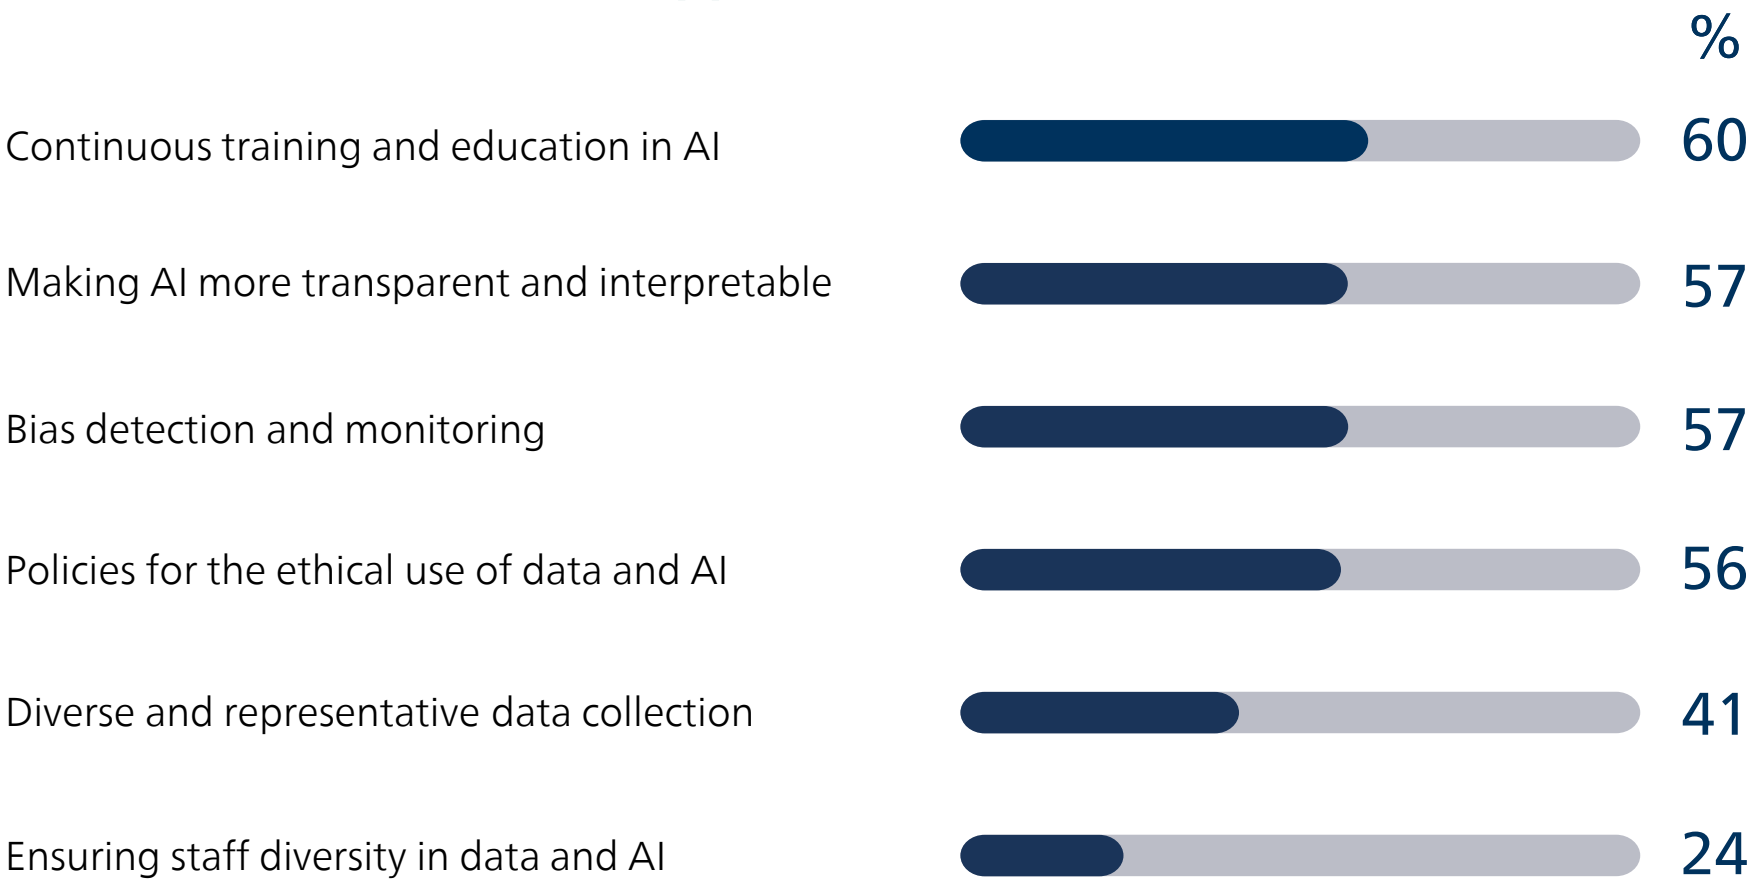 %
Continuous training and education in AI 60
Making AI more transparent and interpretable 57
Bias detection and monitoring 57
Policies for the ethical use of data and AI 56
Diverse and representative data collection 41
Ensuring staff diversity in data and AI 24